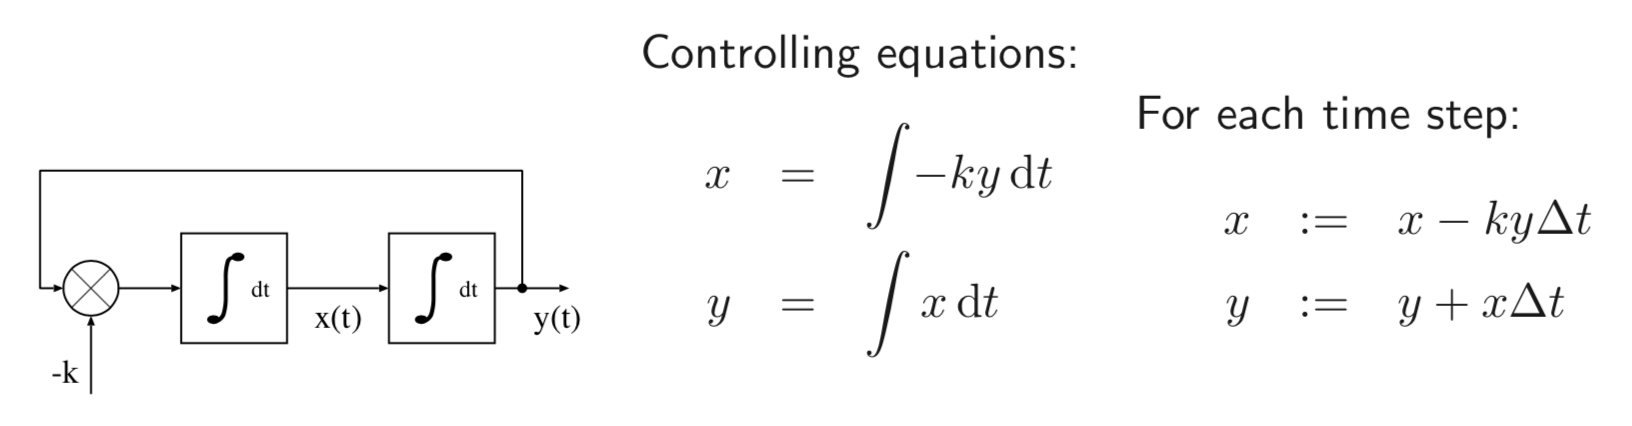 Controlling equations:
x = ∫ −ky dt
y = ∫ x dt
For each time step:
x := x − kyΔt
y := y + xΔt
∫ dt
x(t)
∫ dt
y(t)
-k